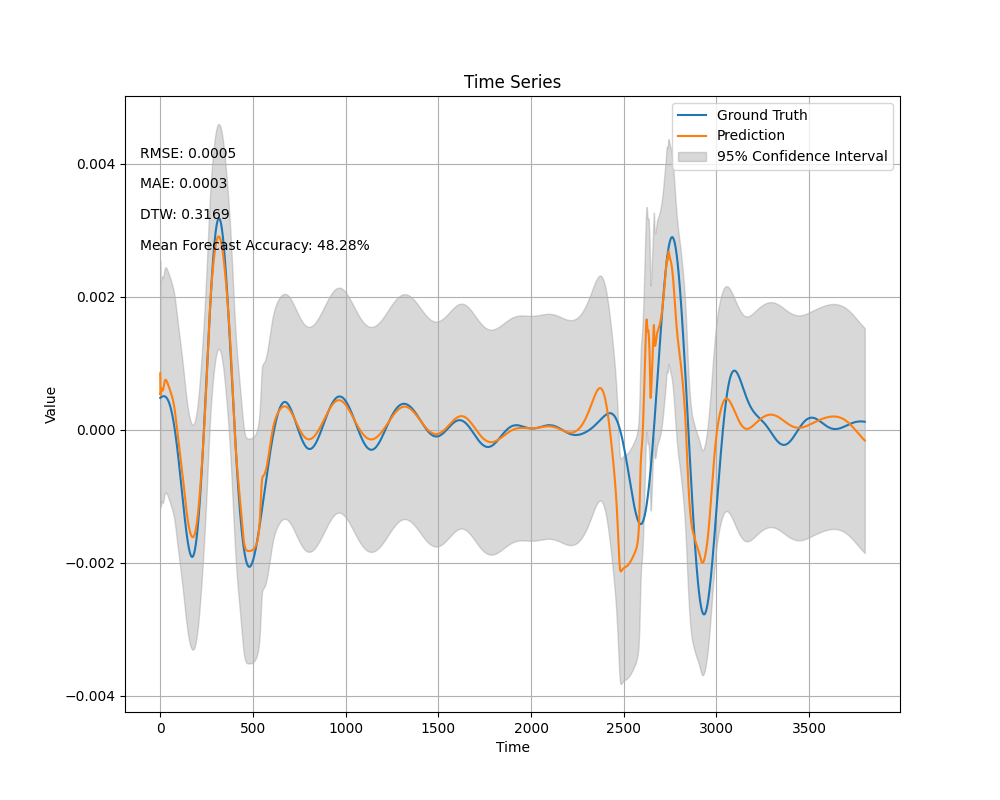 Time Series
Ground Truth
Prediction
95% Confidence Interval
RMSE: 0.0005
MAE: 0.0003
DTW: 0.3169
Mean Forecast Accuracy: 48.28%
Value
0.004
0.002
0.000
−0.002
−0.004
0 500 1000 1500 2000 2500 3000 3500
Time